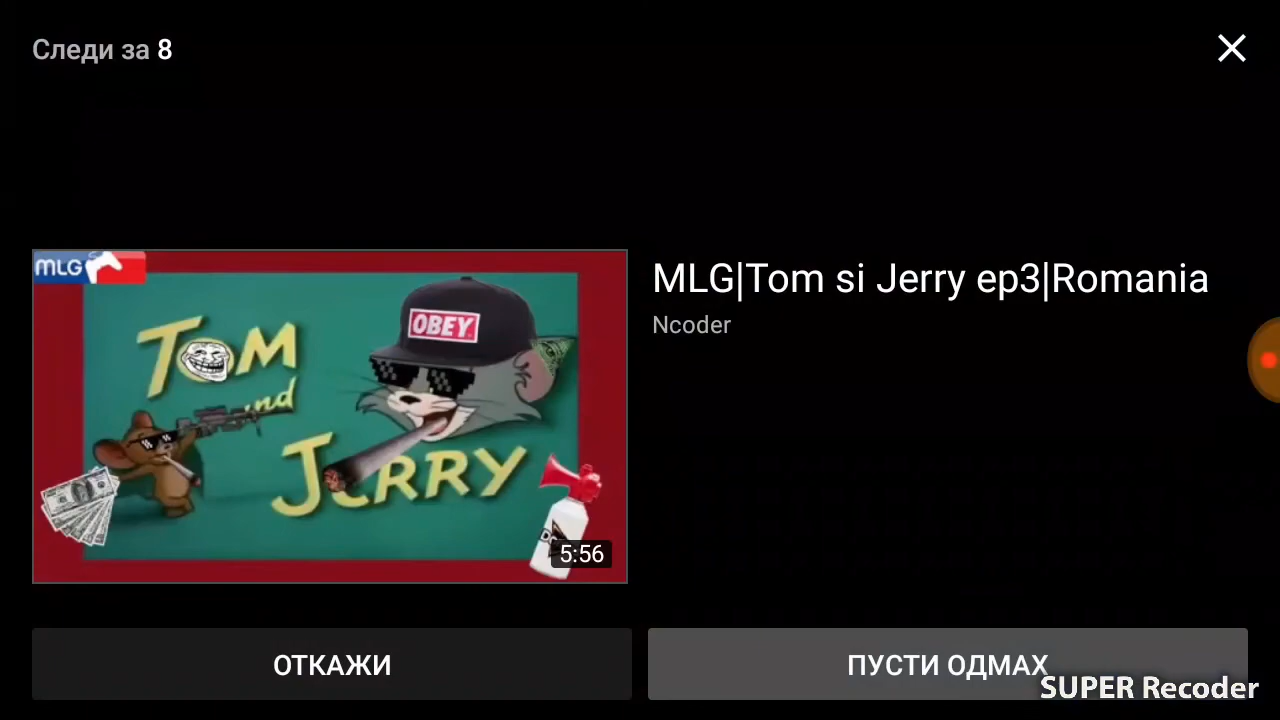 Следи за 8
MLG
TOM
and
JERRY
OBEY
5:56
MLG|Tom si Jerry ep3|Romania
Ncoder
ОТКАЖИ
ПУСТИ ОДМАХ
SUPER Recoder